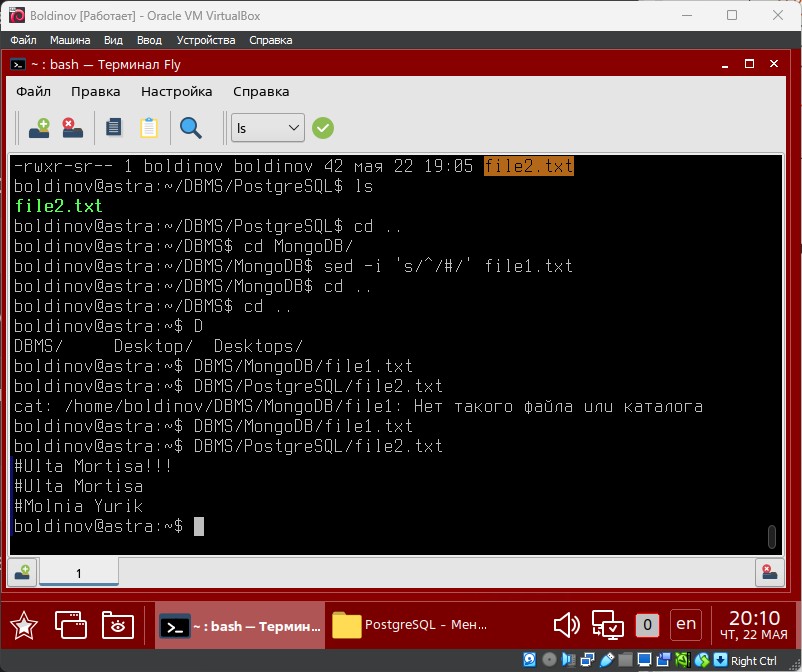 Boldinov [Работает] - Oracle VM VirtualBox
Файл Машина Вид Ввод Устройства Справка
~ : bash — Терминал Fly
Файл Правка Настройка Справка
ls
-rwxr-sr-- 1 boldinov boldinov 42 мая 22 19:05 file2.txt
boldinov@astra:~/DBMS/PostgreSQL$ ls
file2.txt
boldinov@astra:~/DBMS/PostgreSQL$ cd ..
boldinov@astra:~/DBMS$ cd MongoDB/
boldinov@astra:~/DBMS/MongoDB$ sed -i 's/^/#/' file1.txt
boldinov@astra:~/DBMS/MongoDB$ cd ..
boldinov@astra:~/DBMS$ cd ..
boldinov@astra:~$ D
DBMS/ Desktop/ Desktops/
boldinov@astra:~$ DBMS/MongoDB/file1.txt
boldinov@astra:~$ DBMS/PostgreSQL/file2.txt
cat: /home/boldinov/DBMS/MongoDB/file1: Нет такого файла или каталога
boldinov@astra:~$ DBMS/MongoDB/file1.txt
boldinov@astra:~$ DBMS/PostgreSQL/file2.txt
#Ulta Mortisa!!!
#Ulta Mortisa
#Molnia Yurik
boldinov@astra:~$
1
~ : bash — Термин...
PostgreSQL - Мен...
0
en
20:10
ЧТ, 22 МАЯ
Right Ctrl